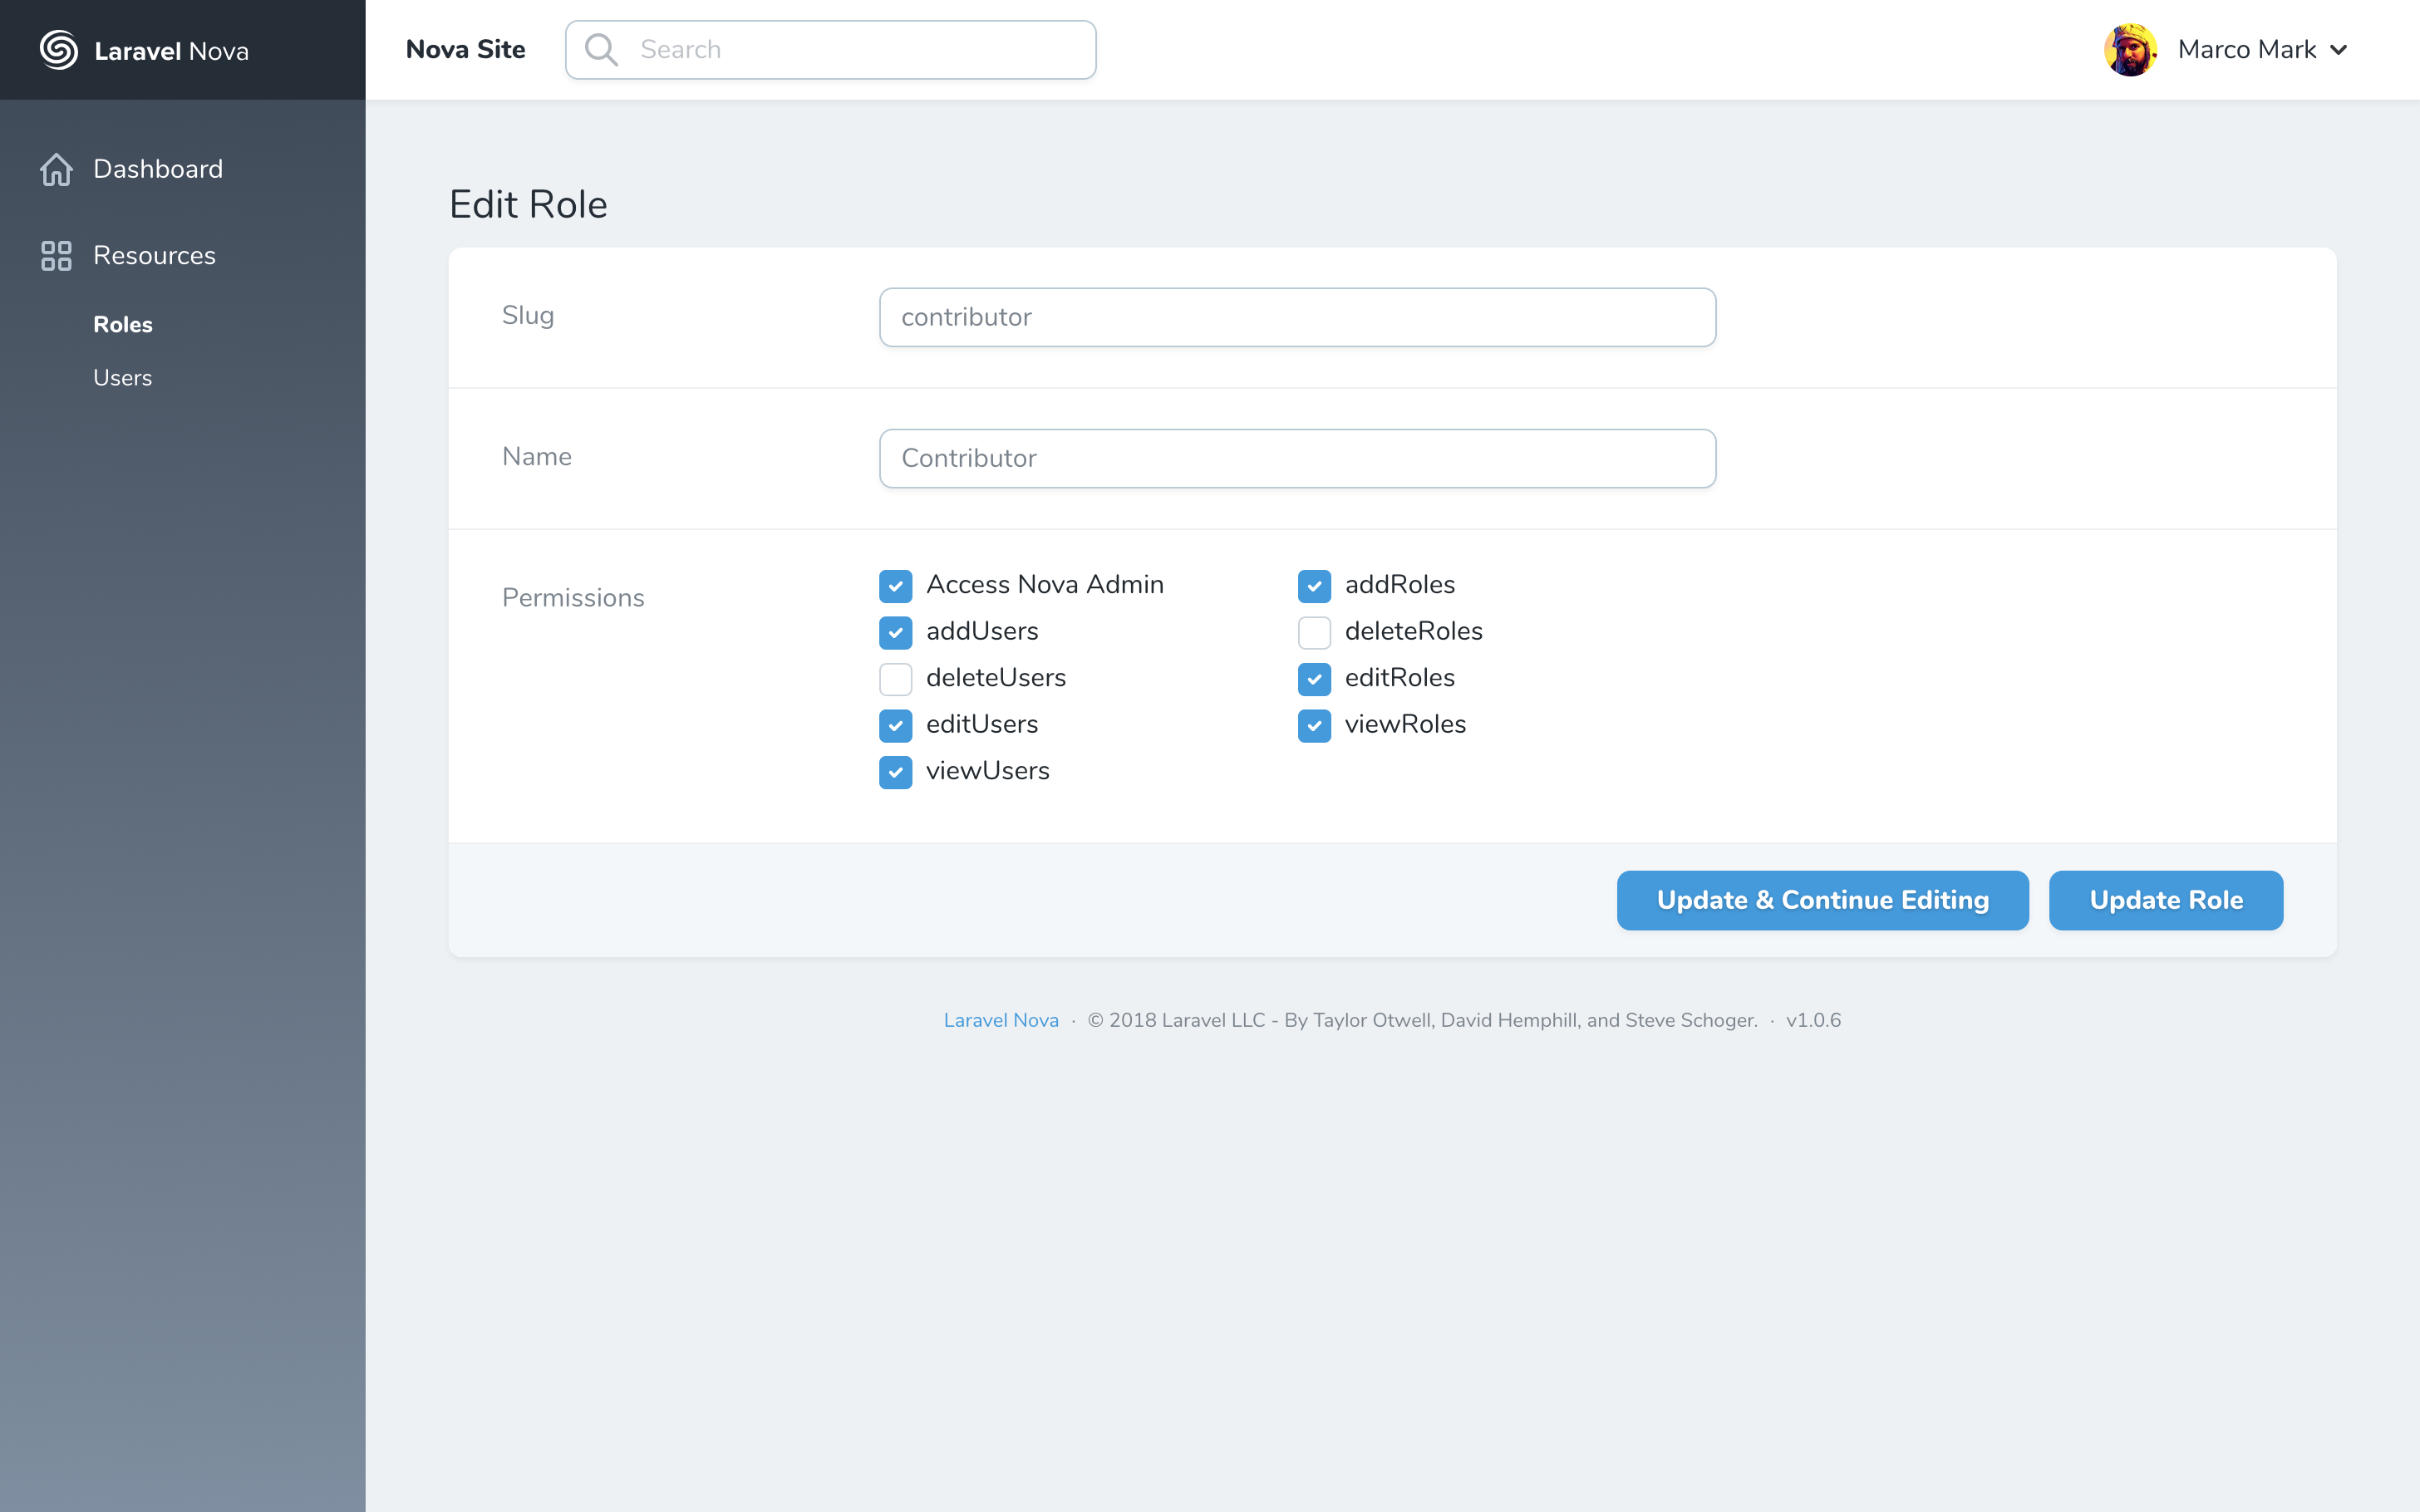 Laravel Nova
Nova Site
Search
Marco Mark
Dashboard
Resources
Roles
Users
Edit Role
Slug
contributor
Name
Contributor
Permissions
Access Nova Admin
addUsers
deleteUsers
editUsers
viewUsers
addRoles
deleteRoles
editRoles
viewRoles
Update & Continue Editing
Update Role
Laravel Nova · © 2018 Laravel LLC - By Taylor Otwell, David Hemphill, and Steve Schoger. · v1.0.6